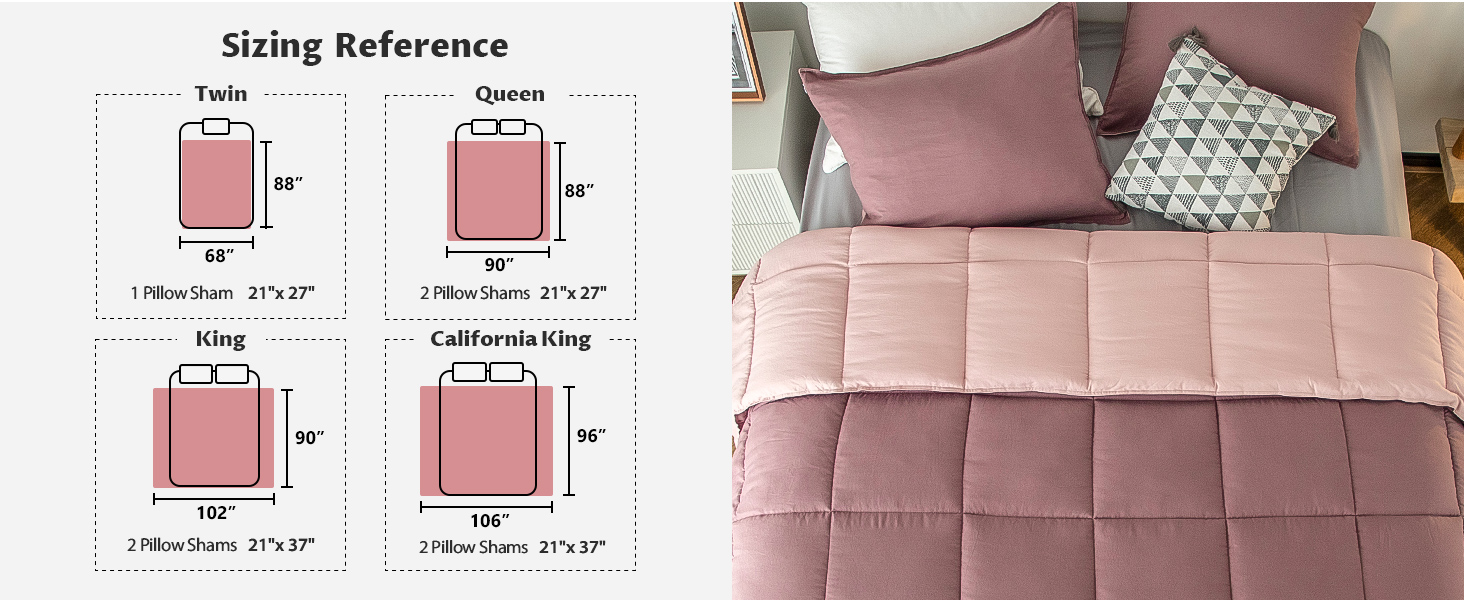 Sizing Reference
Twin
88”
68”
1 Pillow Sham 21"x 27"
Queen
88”
90”
2 Pillow Shams 21"x 27"
King
90”
102”
2 Pillow Shams 21"x 37"
California King
96”
106”
2 Pillow Shams 21"x 37"